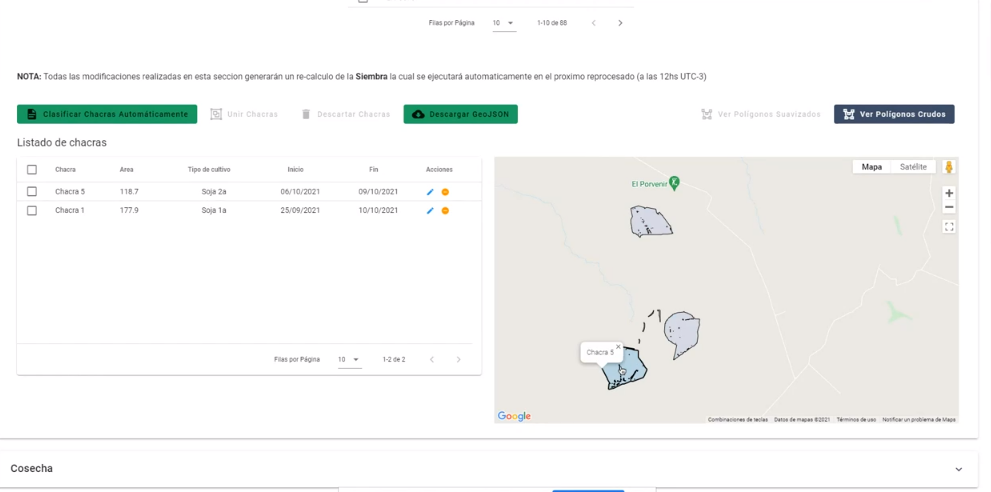 Filas por Página 10 1-10 de 88
NOTA: Todas las modificaciones realizadas en esta seccion generarán un re-calculo de la Siembra la cual se ejecutará automaticamente en el proximo reprocesado (a las 12hs UTC-3)
Clasificar Chacras Automáticamente Unir Chacras Descartar Chacras Descargar GeoJSON Ver Polígonos Suavizados Ver Polígonos Crudos
Listado de chacras
Chacra Area Tipo de cultivo Inicio Fin Acciones
Chacra 5 118.7 Soja 2a 06/10/2021 09/10/2021
Chacra 1 177.9 Soja 1a 25/09/2021 10/10/2021
Filas por Página 10 1-2 de 2
Mapa Satélite
El Porvenir
Chacra 5
Google
Combinaciones de teclas Datos de mapas ©2021 Términos de uso Notificar un problema de Maps
Cosecha